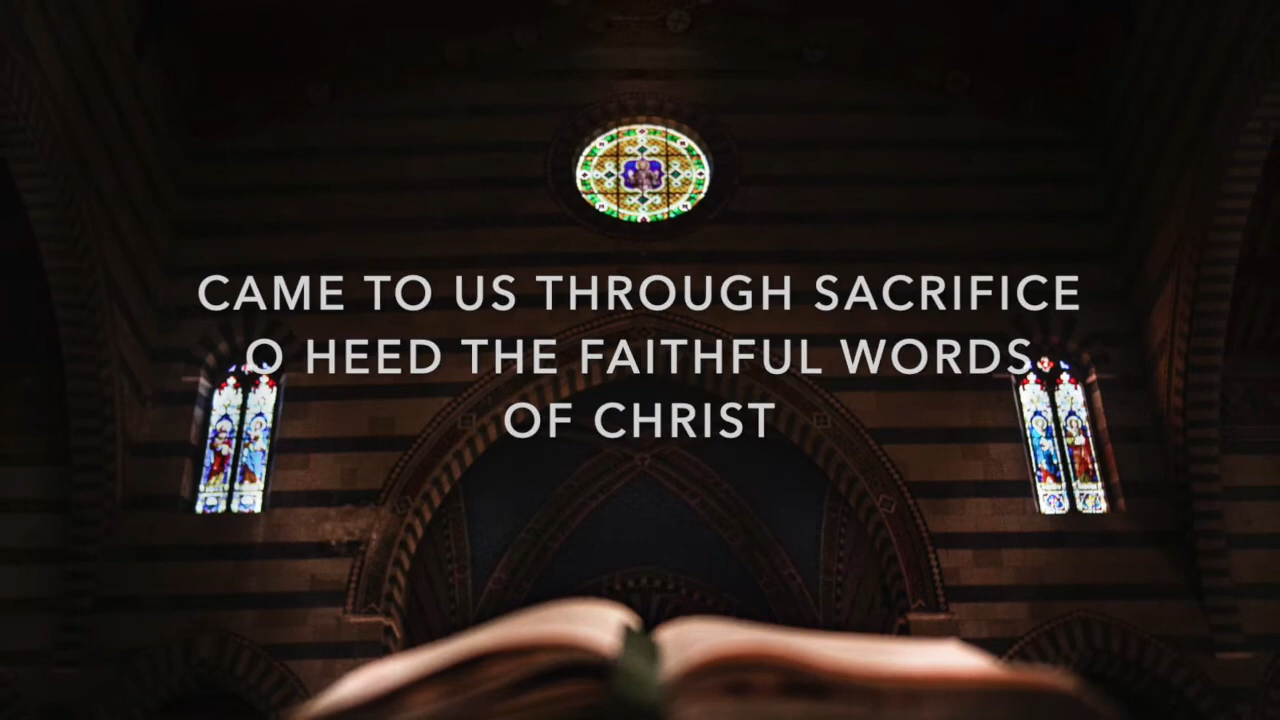 CAME TO US THROUGH SACRIFICE
O HEED THE FAITHFUL WORDS
OF CHRIST